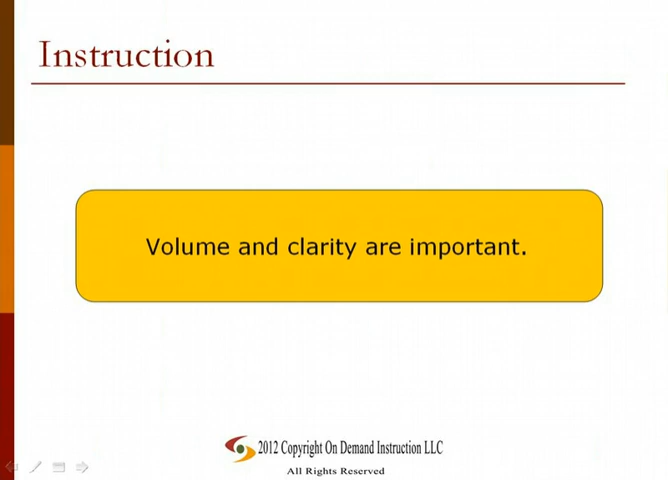 Instruction
Volume and clarity are important.
2012 Copyright On Demand Instruction LLC
All Rights Reserved